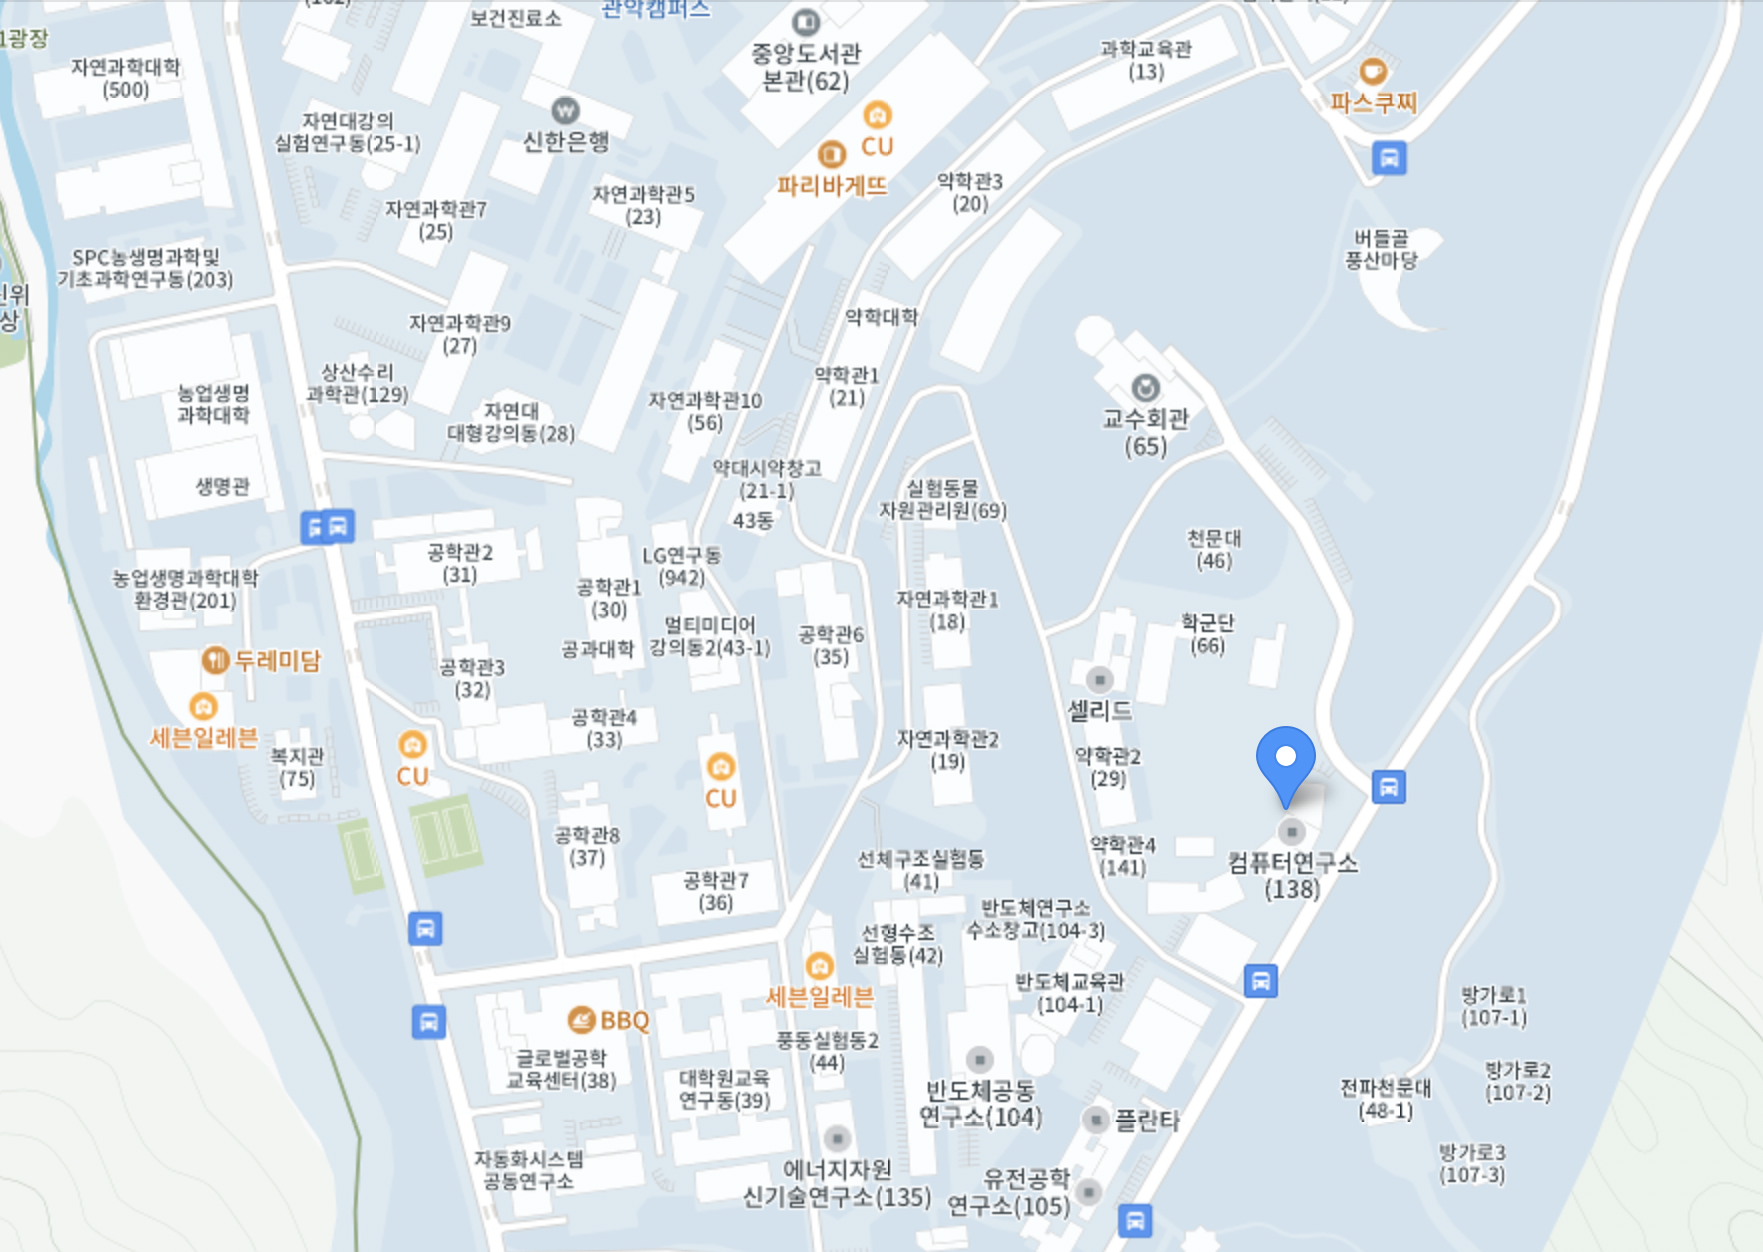 관악캠퍼스
보건진료소
자연과학대학
(500)
중앙도서관
본관(62)
과학교육관
(13)
파스쿠찌
자연대강의
실험연구동(25-1)
신한은행
CU
파리바게뜨
약학관3
(20)
자연과학관5
(23)
자연과학관7
(25)
버들골
풍산마당
SPC농생명과학및
기초과학연구동(203)
자연과학관9
(27)
약학대학
상산수리
과학관(129)
약학관1
(21)
농업생명
과학대학
자연대
대형강의동(28)
자연과학관10
(56)
교수회관
(65)
생명관
약대시약창고
(21-1)
43동
실험동물
자원관리원(69)
천문대
(46)
공학관2
(31)
LG연구동
(942)
농업생명과학대학
환경관(201)
공학관1
(30)
공과대학
멀티미디어
강의동2(43-1)
자연과학관1
(18)
공학관6
(35)
학군단
(66)
두레미담
공학관3
(32)
세븐일레븐
셀리드
공학관4
(33)
복지관
(75)
CU
CU
자연과학관2
(19)
약학관2
(29)
공학관8
(37)
선체구조실험동
(41)
약학관4
(141)
컴퓨터연구소
(138)
공학관7
(36)
반도체연구소
수소창고(104-3)
선형수조
실험동(42)
세븐일레븐
반도체교육관
(104-1)
방가로1
(107-1)
BBQ
글로벌공학
교육센터(38)
풍동실험동2
(44)
대학원교육
연구동(39)
반도체공동
연구소(104)
플란타
전파천문대
(48-1)
방가로2
(107-2)
자동화시스템
공동연구소
에너지자원
신기술연구소(135)
유전공학
연구소(105)
방가로3
(107-3)